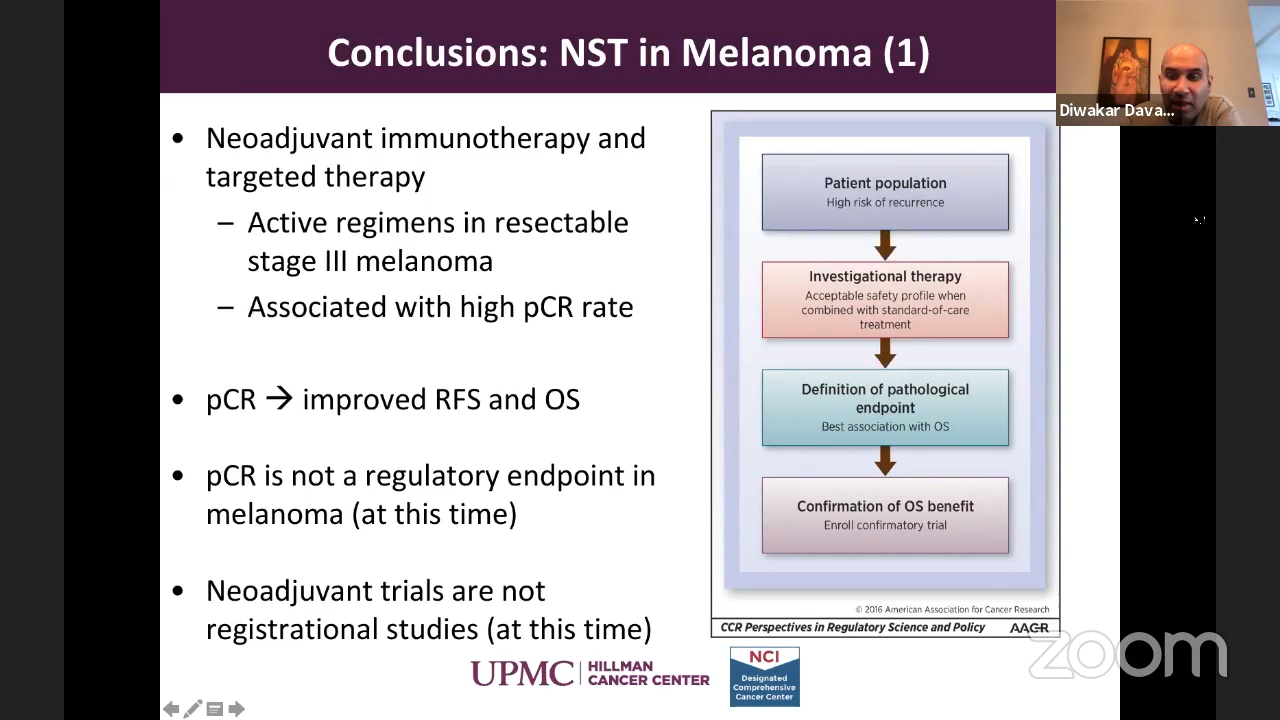 Conclusions: NST in Melanoma (1)
Diwakar Dava...
• Neoadjuvant immunotherapy and
targeted therapy
– Active regimens in resectable
stage III melanoma
– Associated with high pCR rate
• pCR → improved RFS and OS
• pCR is not a regulatory endpoint in
melanoma (at this time)
• Neoadjuvant trials are not
registrational studies (at this time)
Patient population
High risk of recurrence
Investigational therapy
Acceptable safety profile when
combined with standard-of-care
treatment
Definition of pathological
endpoint
Best association with OS
Confirmation of OS benefit
Enroll confirmatory trial
© 2016 American Association for Cancer Research
CCR Perspectives in Regulatory Science and Policy
AACR
UPMC | HILLMAN
CANCER CENTER
NCI
Designated
Comprehensive
Cancer Center
zoom